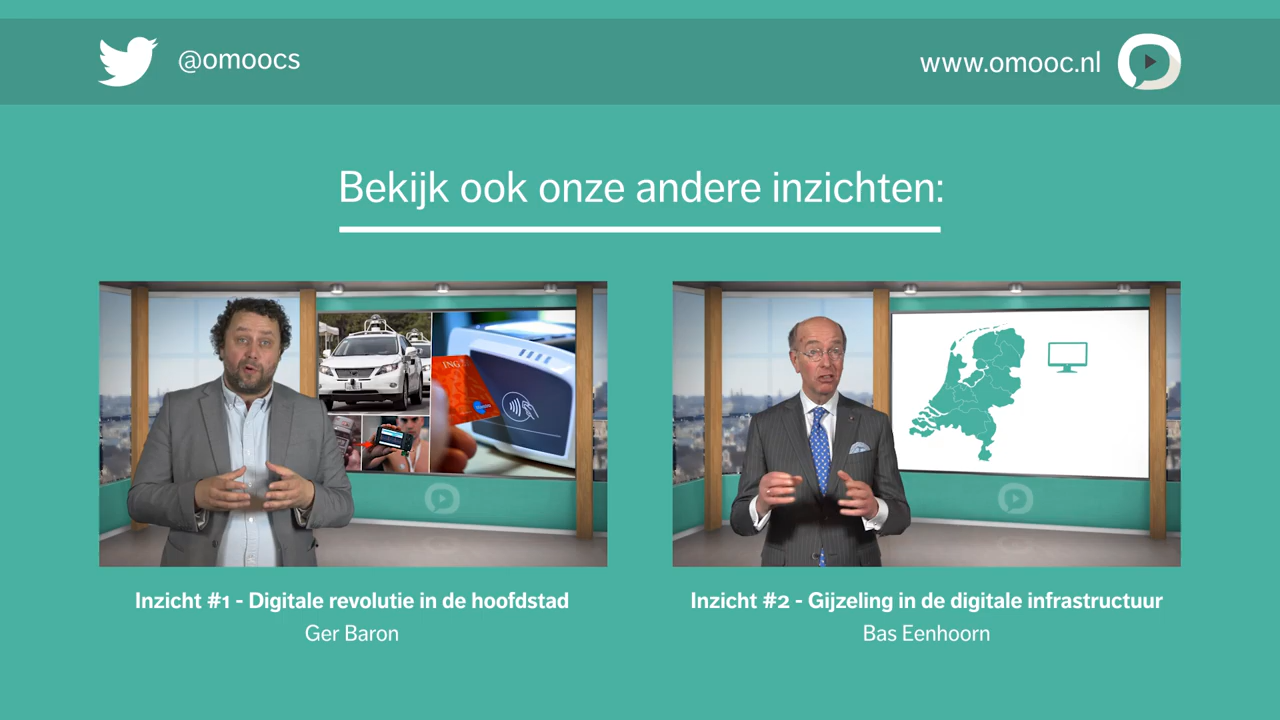 @omoocs
www.omooc.nl
Bekijk ook onze andere inzichten:
ING
Inzicht #1 - Digitale revolutie in de hoofdstad
Ger Baron
Inzicht #2 - Gijzeling in de digitale infrastructuur
Bas Eenhoorn